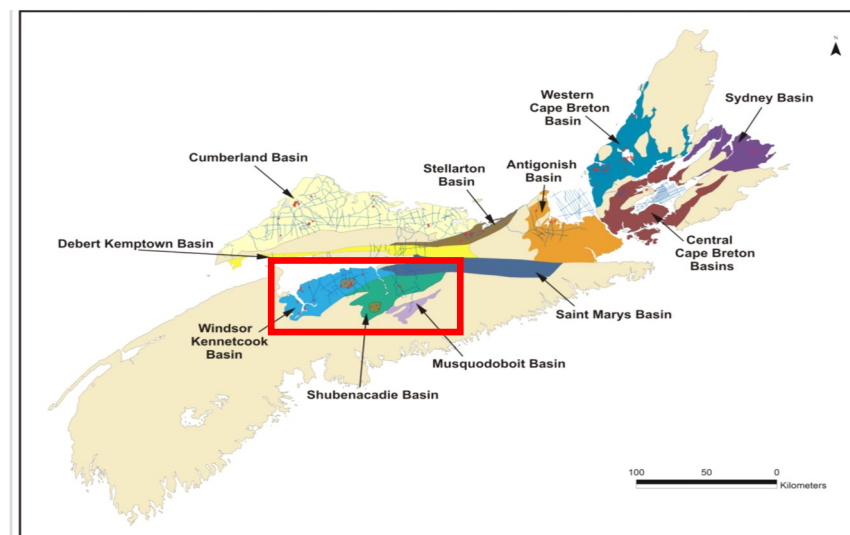 N
Western
Cape Breton
Basin
Sydney Basin
Cumberland Basin
Stellarton
Basin
Antigonish
Basin
Debert Kemptown Basin
Central
Cape Breton
Basins
Saint Marys Basin
Windsor
Kennetcook
Basin
Musquodoboit Basin
Shubenacadie Basin
100 50 0
Kilometers